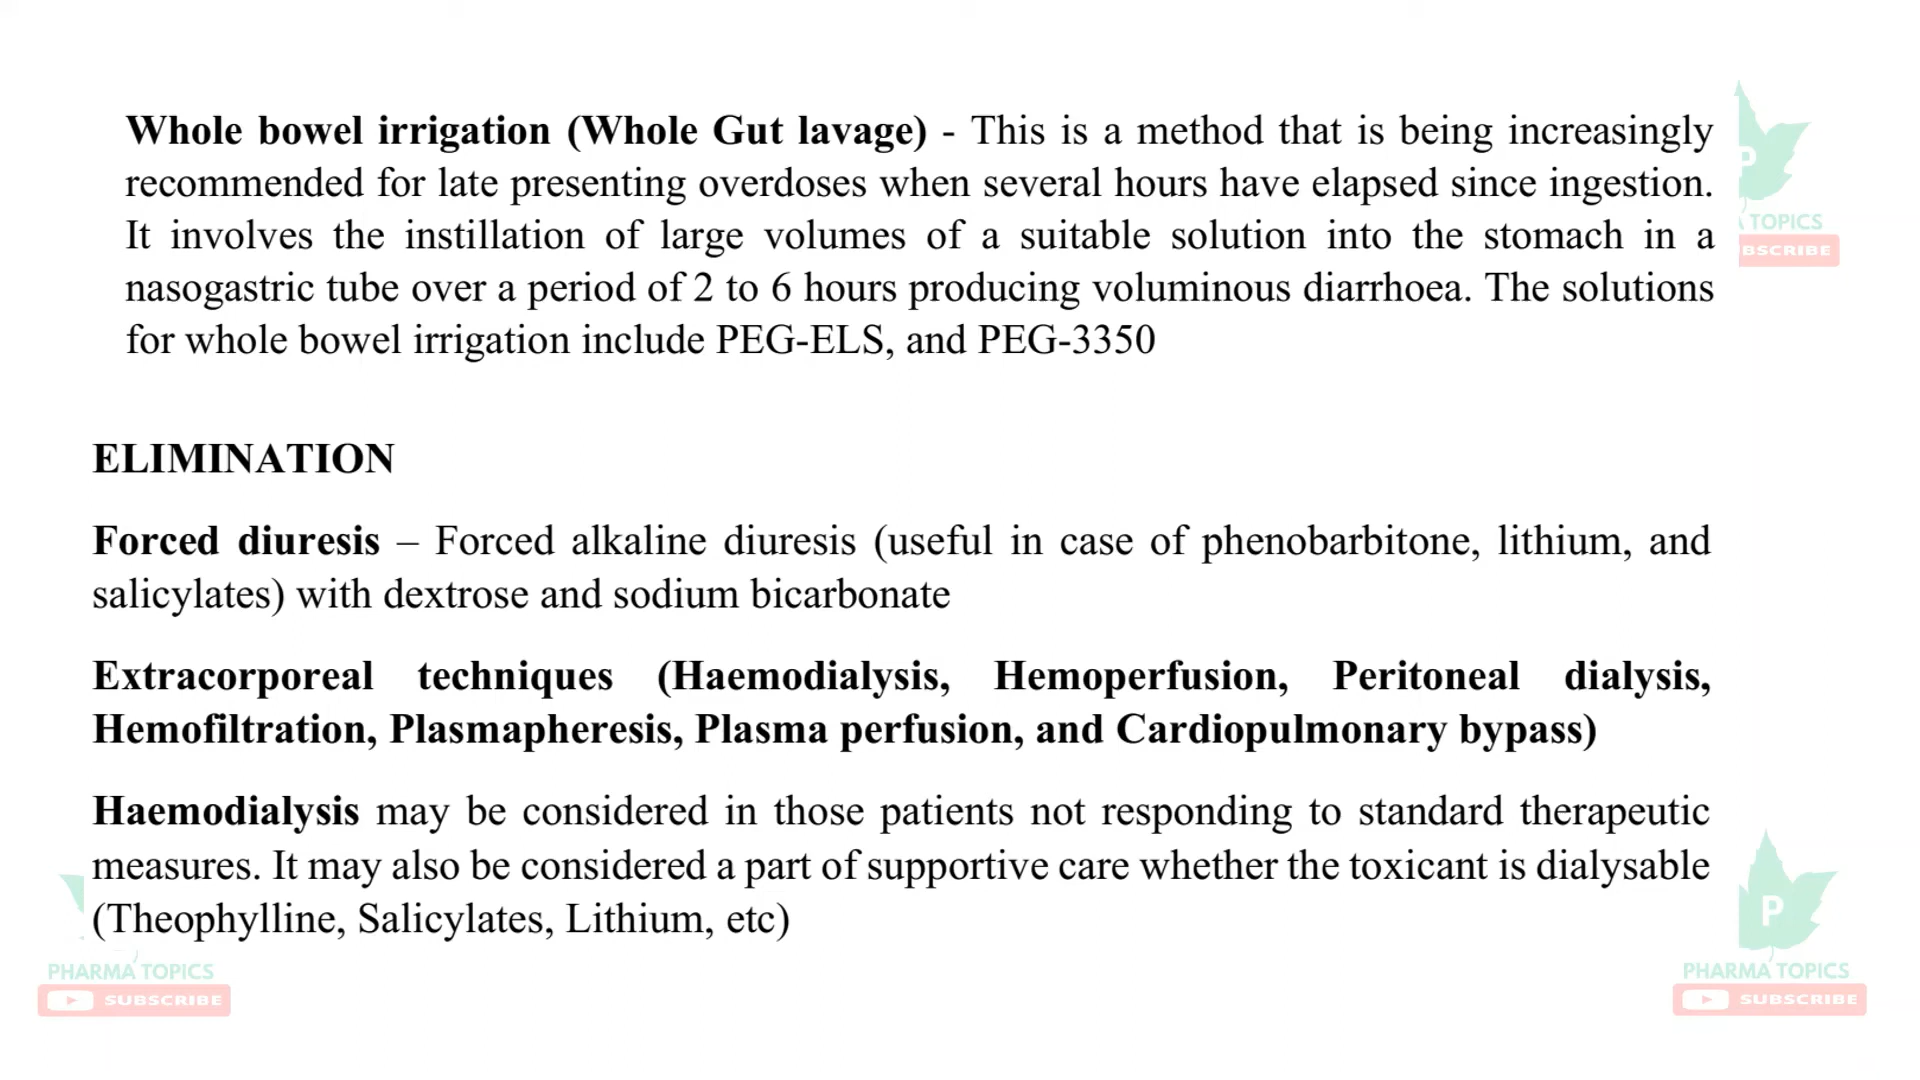 Whole bowel irrigation (Whole Gut lavage) - This is a method that is being increasingly
recommended for late presenting overdoses when several hours have elapsed since ingestion.
It involves the instillation of large volumes of a suitable solution into the stomach in a
nasogastric tube over a period of 2 to 6 hours producing voluminous diarrhoea. The solutions
for whole bowel irrigation include PEG-ELS, and PEG-3350
P
TOPICS
BSCRIBE
ELIMINATION
Forced diuresis – Forced alkaline diuresis (useful in case of phenobarbitone, lithium, and
salicylates) with dextrose and sodium bicarbonate
Extracorporeal techniques (Haemodialysis, Hemoperfusion, Peritoneal dialysis,
Hemofiltration, Plasmapheresis, Plasma perfusion, and Cardiopulmonary bypass)
Haemodialysis may be considered in those patients not responding to standard therapeutic
measures. It may also be considered a part of supportive care whether the toxicant is dialysable
(Theophylline, Salicylates, Lithium, etc)
PHARMA TOPICS
SUBSCRIBE
P
PHARMA TOPICS
SUBSCRIBE